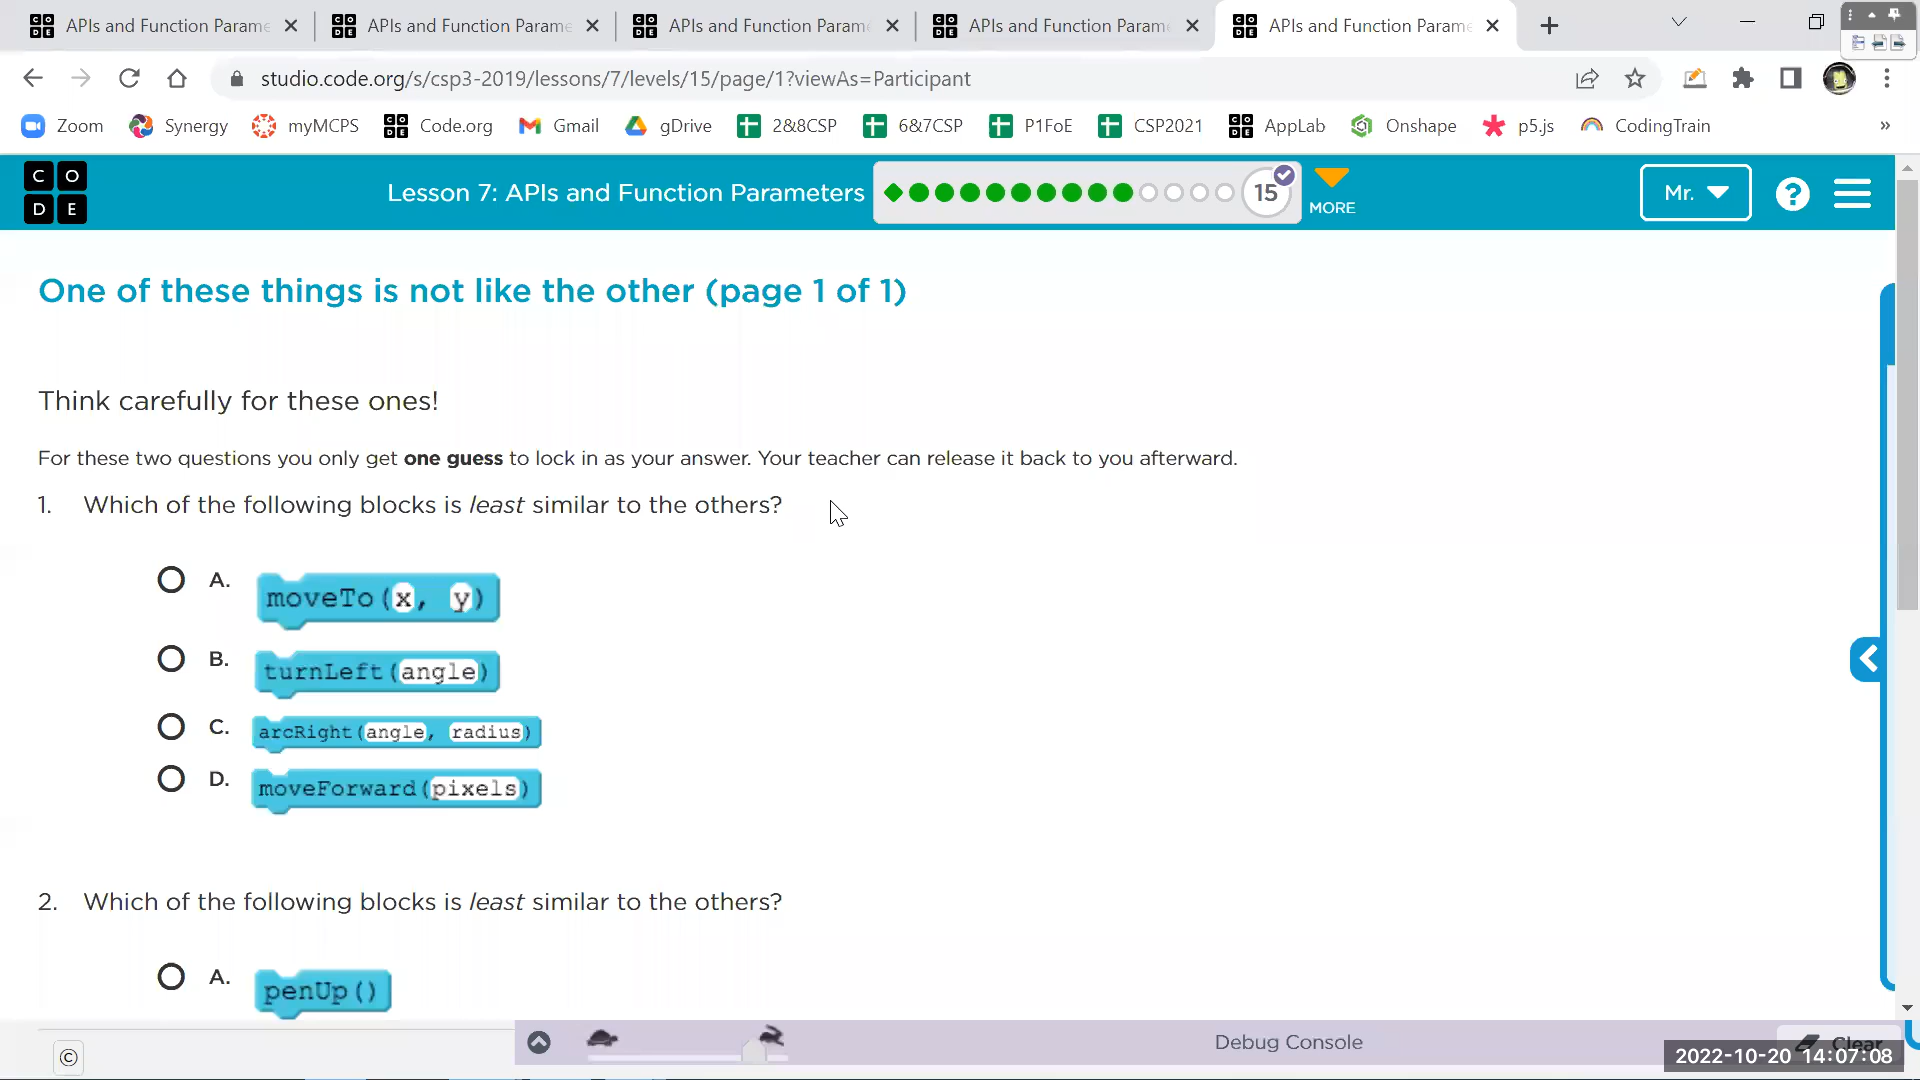 APIs and Function Parame
APIs and Function Parame
APIs and Function Param
APIs and Function Param
APIs and Function Parame
studio.code.org/s/csp3-2019/lessons/7/levels/15/page/1?viewAs=Participant
Zoom Synergy myMCPS Code.org Gmail gDrive 2&8CSP 6&7CSP P1FoE CSP2021 AppLab Onshape p5.js CodingTrain »
C O
D E
Lesson 7: APIs and Function Parameters
15
MORE
Mr.
?
One of these things is not like the other (page 1 of 1)
Think carefully for these ones!
For these two questions you only get one guess to lock in as your answer. Your teacher can release it back to you afterward.
1. Which of the following blocks is least similar to the others?
A. moveTo(x, y)
B. turnLeft(angle)
C. arcRight(angle, radius)
D. moveForward(pixels)
2. Which of the following blocks is least similar to the others?
A. penUp()
©
Debug Console
Clear
2022-10-20 14:07:08